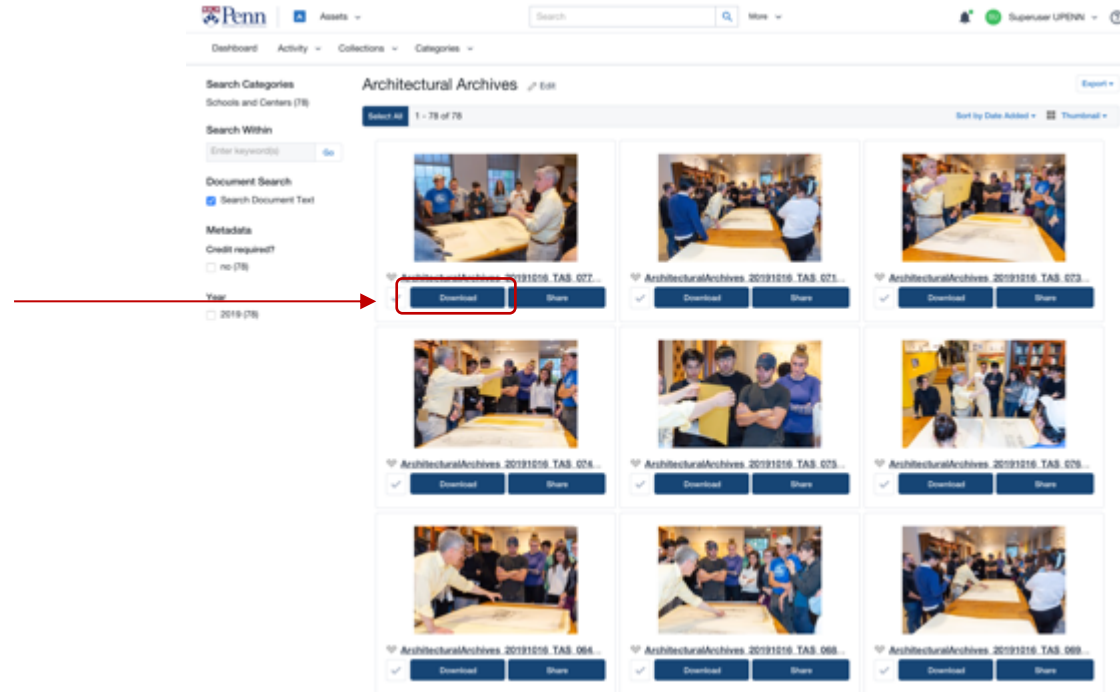 Penn
Assets
Search
More
Superuser UPENN
Dashboard Activity Collections Categories
Search Categories
Schools and Centers (78)
Search Within
Enter keyword(s) Go
Document Search
Search Document Text
Metadata
Credit required?
no (78)
Year
2019 (78)
Architectural Archives Edit
Export
Select All 1 - 78 of 78
Sort by Date Added Thumbnail
ArchitecturalArchives_20191016_TAS_077...
Download Share
ArchitecturalArchives_20191016_TAS_071...
Download Share
ArchitecturalArchives_20191016_TAS_073...
Download Share
ArchitecturalArchives_20191016_TAS_074...
Download Share
ArchitecturalArchives_20191016_TAS_075...
Download Share
ArchitecturalArchives_20191016_TAS_076...
Download Share
ArchitecturalArchives_20191016_TAS_064...
Download Share
ArchitecturalArchives_20191016_TAS_068...
Download Share
ArchitecturalArchives_20191016_TAS_069...
Download Share